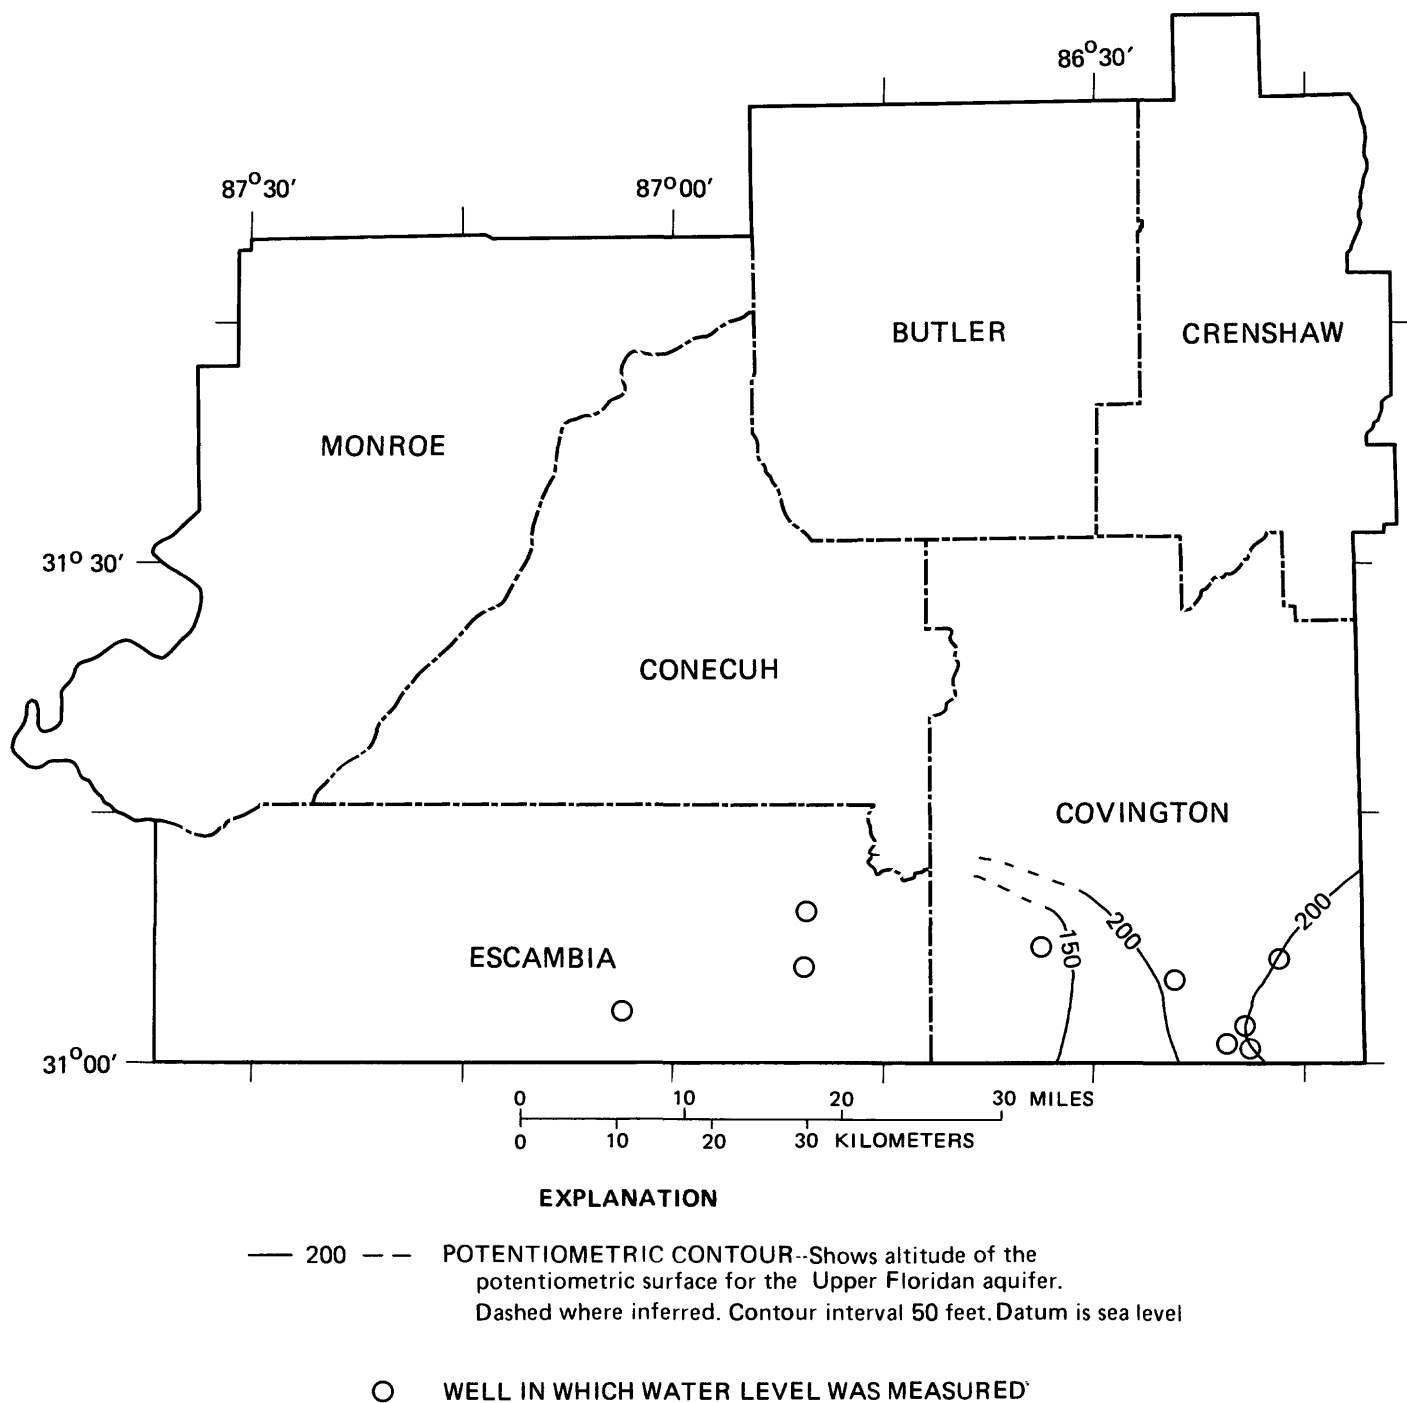 86°30'
87°30'
87°00'
BUTLER
CRENSHAW
MONROE
31°30'
CONECUH
COVINGTON
200
200
150
ESCAMBIA
31°00'
0 10 20 30 MILES
0 10 20 30 KILOMETERS
EXPLANATION
200 POTENTIOMETRIC CONTOUR--Shows altitude of the
potentiometric surface for the Upper Floridan aquifer.
Dashed where inferred. Contour interval 50 feet. Datum is sea level
WELL IN WHICH WATER LEVEL WAS MEASURED